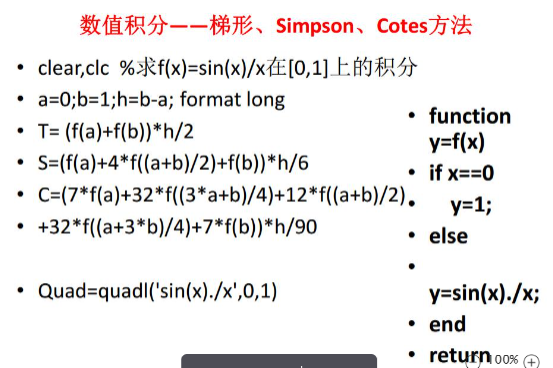 数值积分——梯形、Simpson、Cotes方法
• clear,clc %求f(x)=sin(x)/x在[0,1]上的积分
• a=0;b=1;h=b-a; format long
• T= (f(a)+f(b))*h/2
• S=(f(a)+4*f((a+b)/2)+f(b))*h/6
• C=(7*f(a)+32*f((3*a+b)/4)+12*f((a+b)/2)
• +32*f((a+3*b)/4)+7*f(b))*h/90
• Quad=quadl('sin(x)./x',0,1)
• function
y=f(x)
• if x==0
• y=1;
• else
•
y=sin(x)./x;
• end
• return
100%